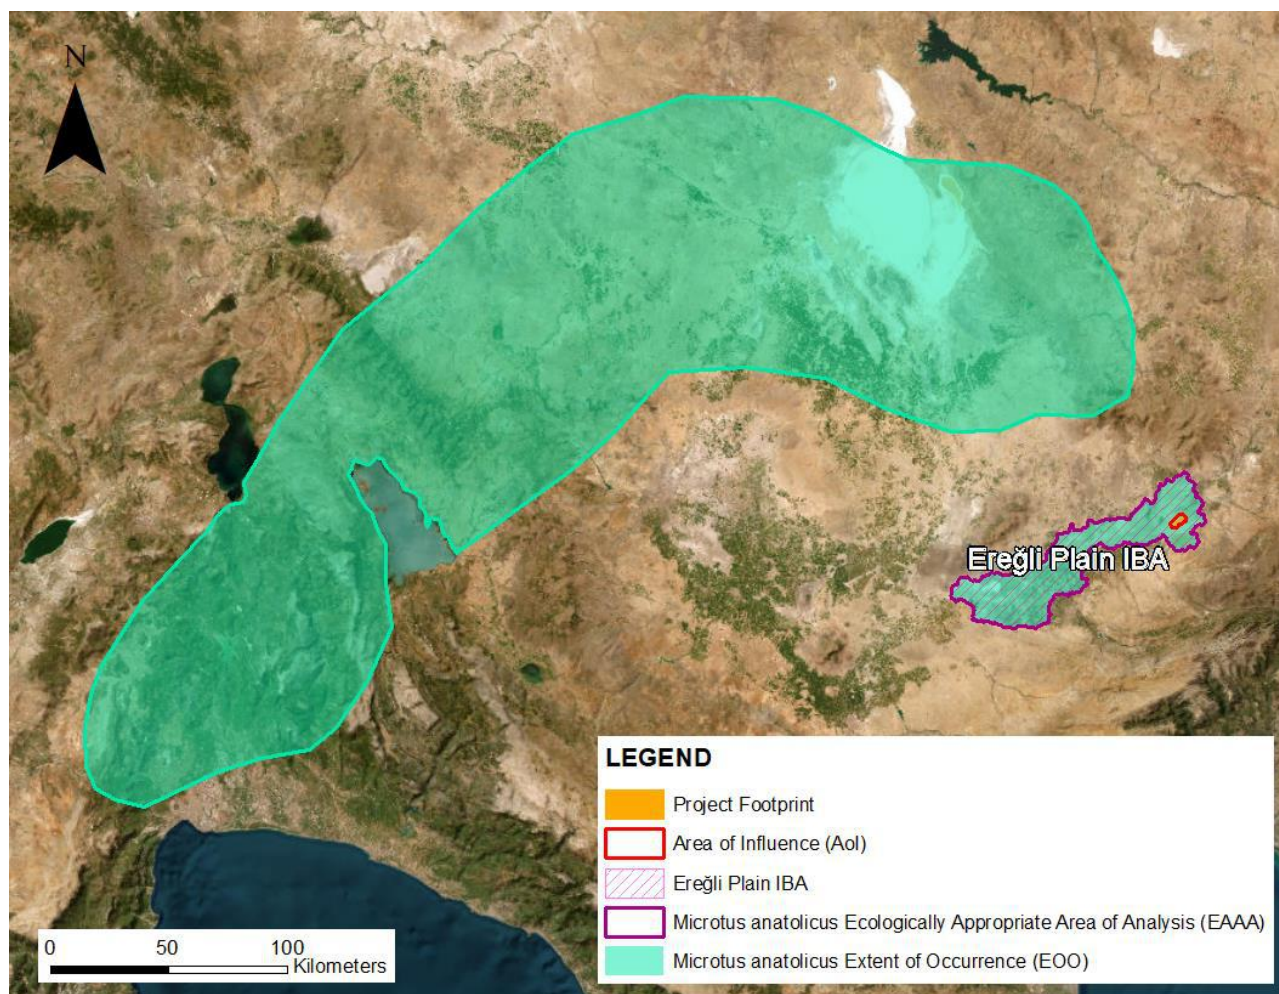 N
Ereğli Plain IBA
LEGEND
Project Footprint
Area of Influence (AoI)
Ereğli Plain IBA
Microtus anatolicus Ecologically Appropriate Area of Analysis (EAAA)
Microtus anatolicus Extent of Occurrence (EOO)
0 50 100
Kilometers